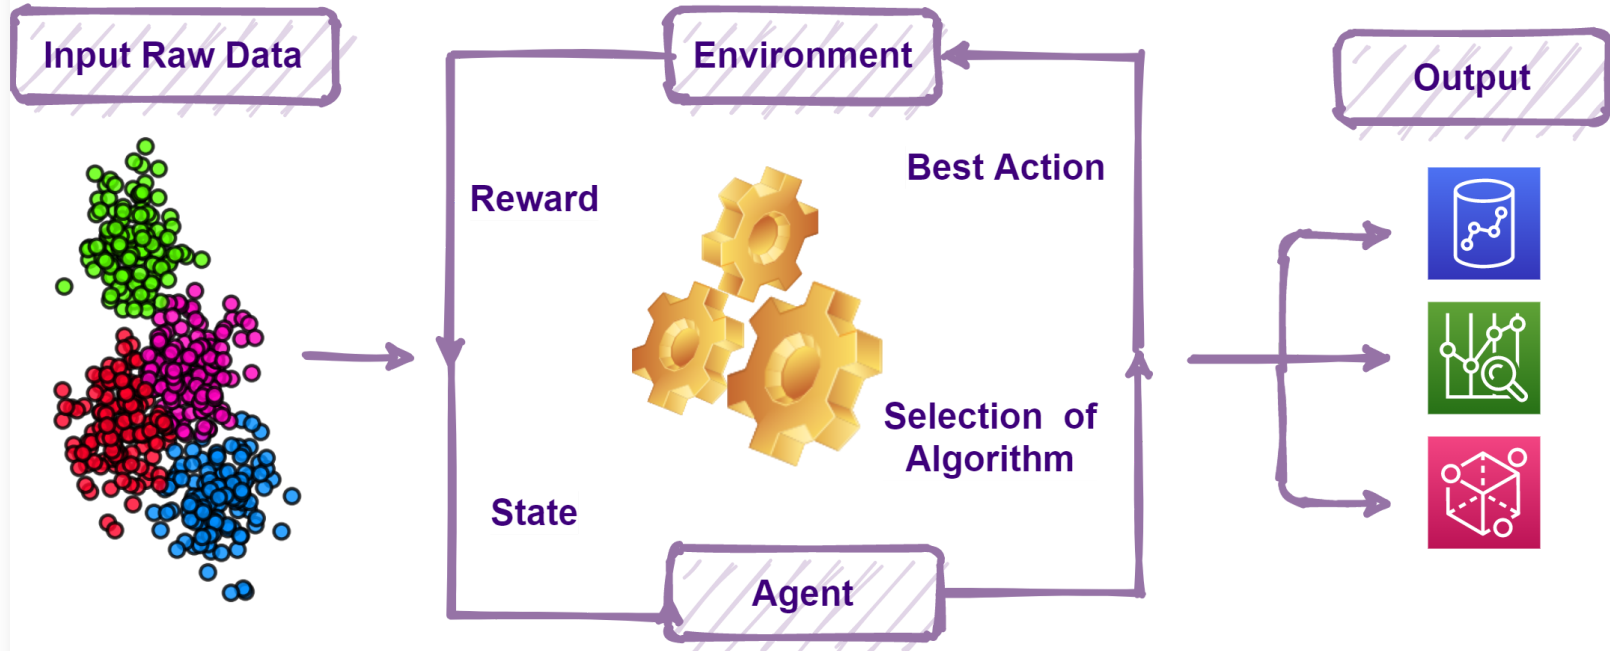 Input Raw Data
Environment
Output
Reward
Best Action
Selection of
Algorithm
State
Agent